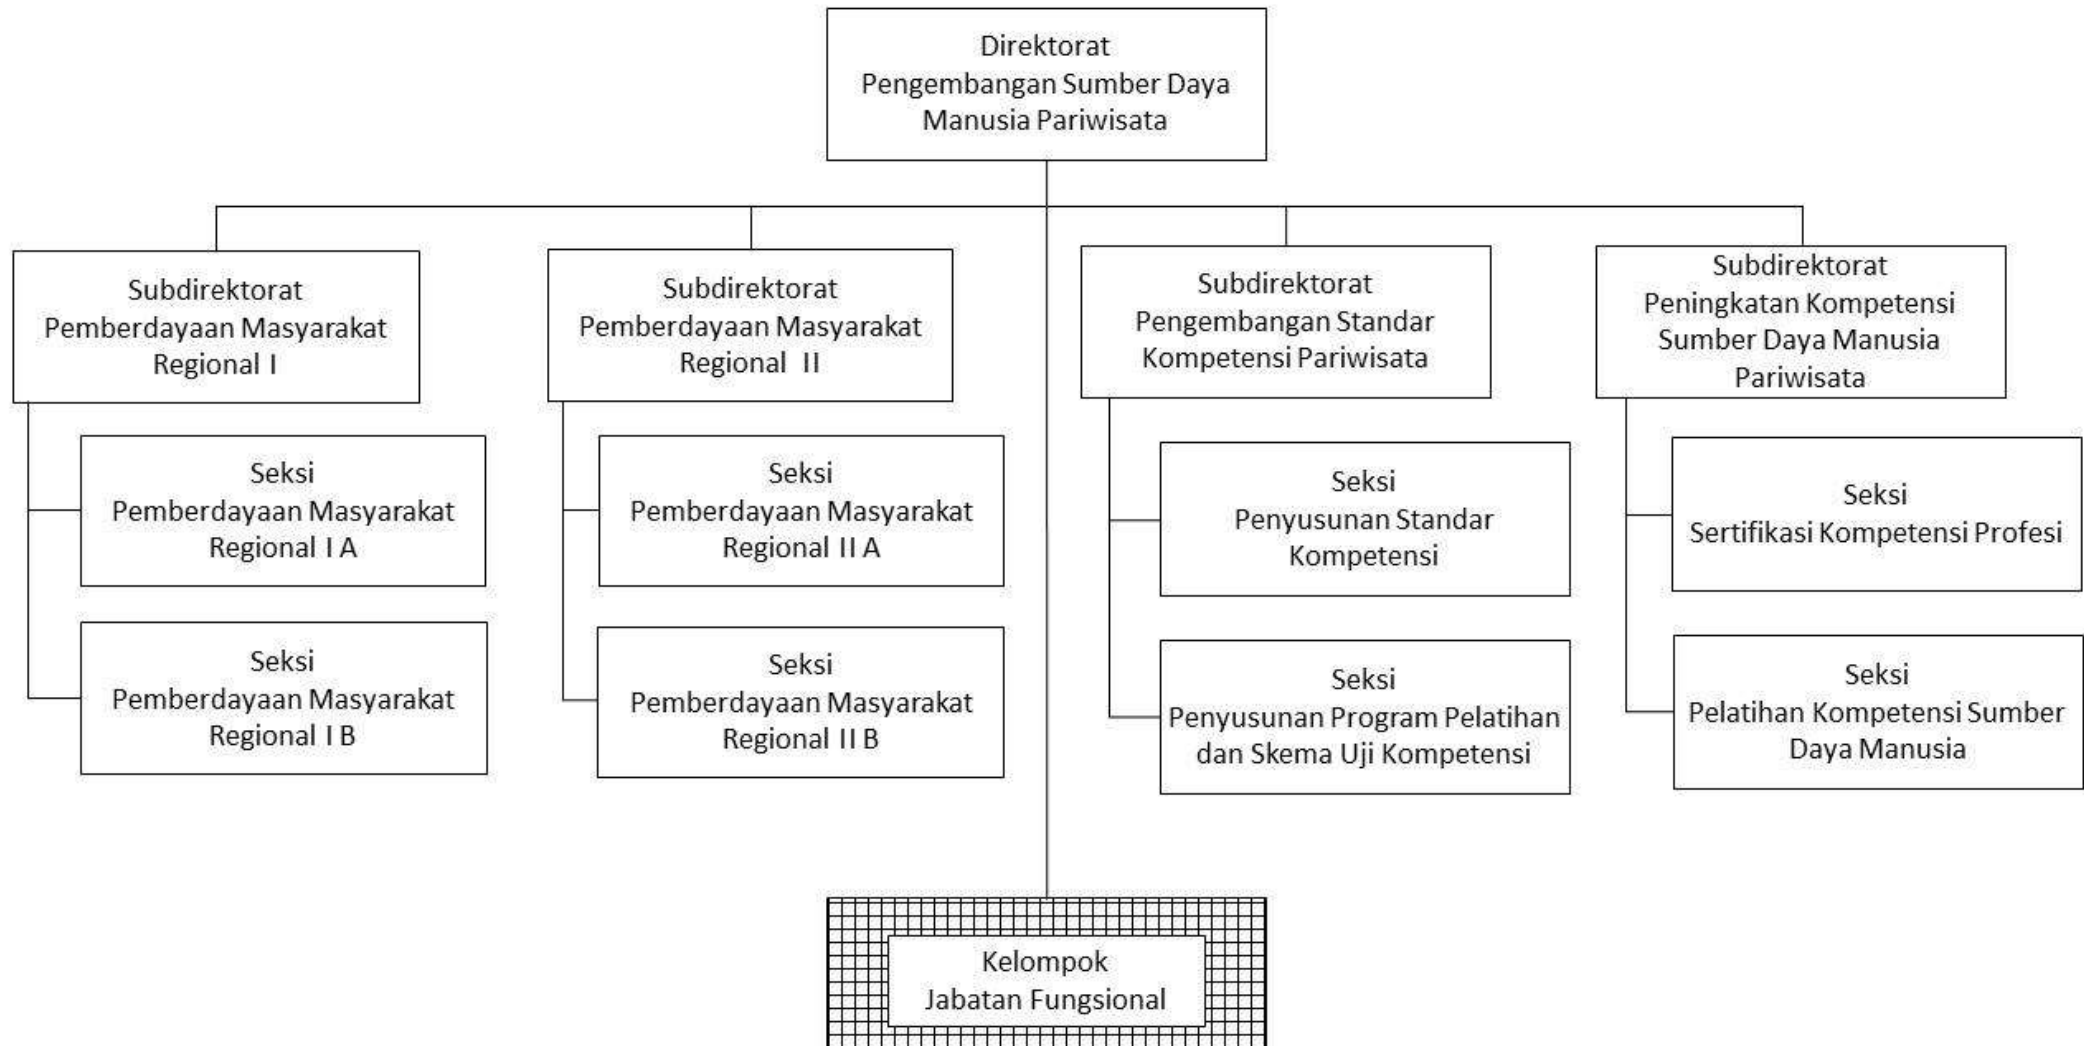 Direktorat
Pengembangan Sumber Daya
Manusia Pariwisata
Subdirektorat
Pemberdayaan Masyarakat
Regional I
Subdirektorat
Pemberdayaan Masyarakat
Regional II
Subdirektorat
Pengembangan Standar
Kompetensi Pariwisata
Subdirektorat
Peningkatan Kompetensi
Sumber Daya Manusia
Pariwisata
Seksi
Pemberdayaan Masyarakat
Regional I A
Seksi
Pemberdayaan Masyarakat
Regional II A
Seksi
Penyusunan Standar
Kompetensi
Seksi
Sertifikasi Kompetensi Profesi
Seksi
Pemberdayaan Masyarakat
Regional I B
Seksi
Pemberdayaan Masyarakat
Regional II B
Seksi
Penyusunan Program Pelatihan
dan Skema Uji Kompetensi
Seksi
Pelatihan Kompetensi Sumber
Daya Manusia
Kelompok
Jabatan Fungsional